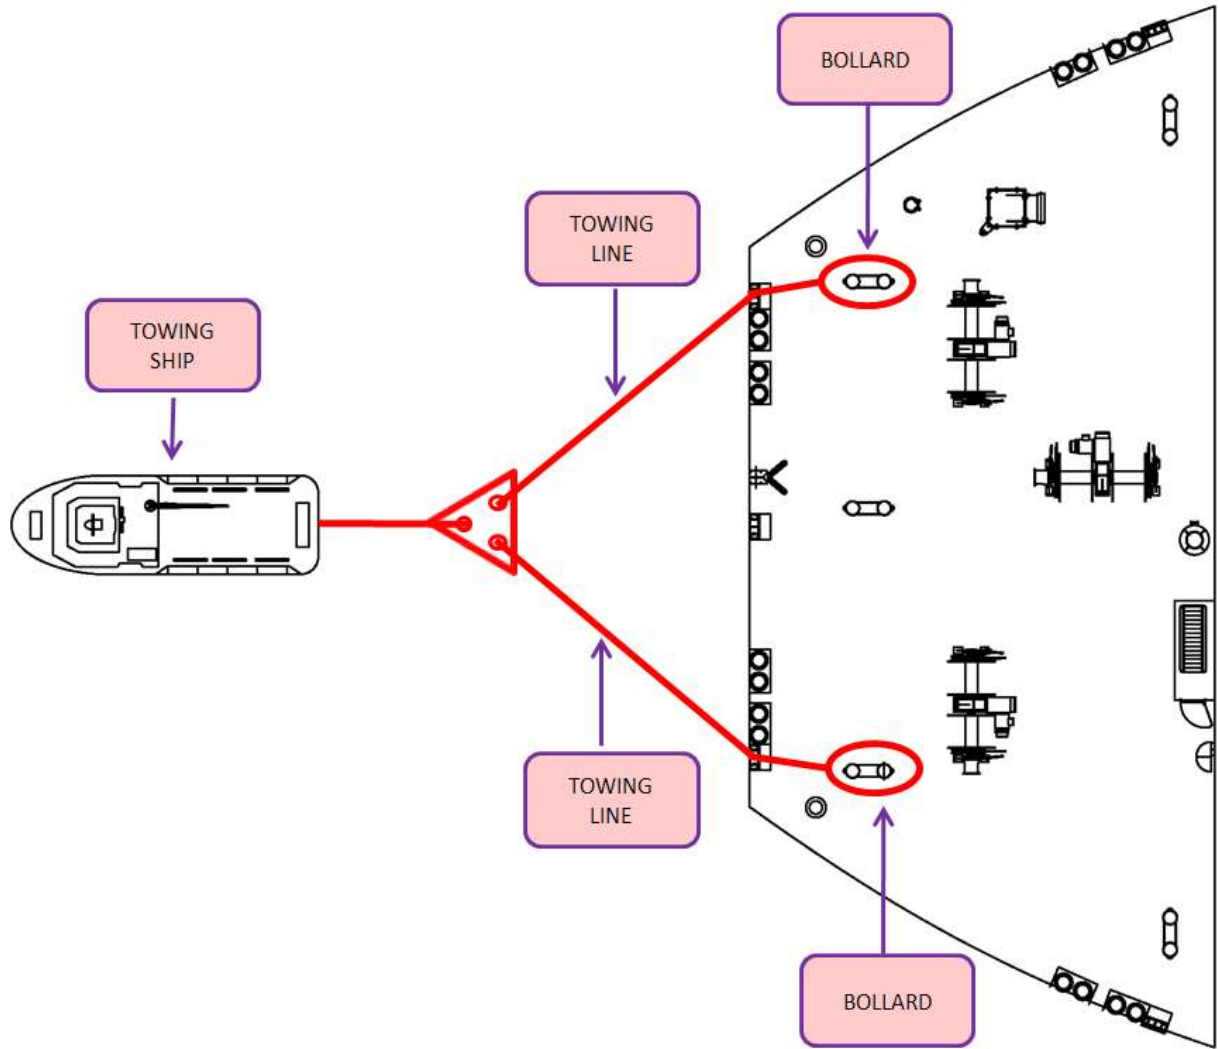 BOLLARD
TOWING
LINE
TOWING
SHIP
TOWING
LINE
BOLLARD